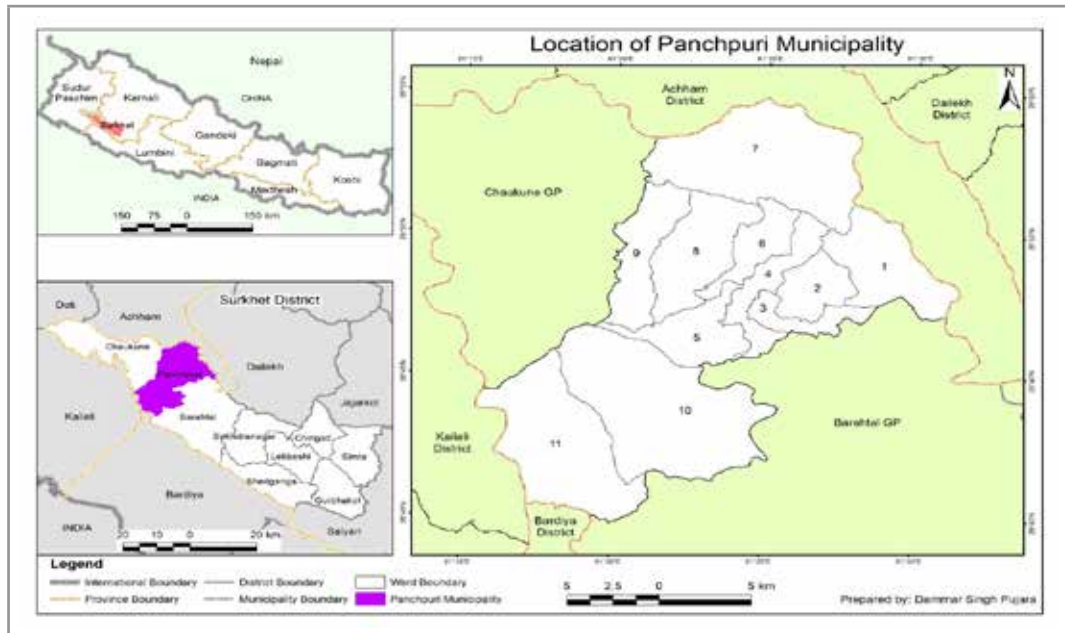 Location of Panchpuri Municipality
Nepal
CHINA
Sudur
Paschim
Karnali
Gandaki
Lumbini
Bagmati
Koshi
Madhesh
INDIA
150 75 0 150 km
Surkhet District
Doti
Achham
Chaukune
Dailekh
Jajarkot
Kailali
Barahtal
Chingad
Simta
Lekbeshi
Bheriganga
Gurbhakot
Bardiya
Salyan
INDIA
20 10 0 20 km
N
Achham
District
Dailekh
District
Chaukune GP
7
9
8
6
4
1
2
3
5
10
11
Kailali
District
Barahtal GP
Bardiya
District
Legend
International Boundary
District Boundary
Ward Boundary
Province Boundary
Municipality Boundary
Panchpuri Municipality
5 2.5 0 5 km
Prepared by: Dammar Singh Pujara